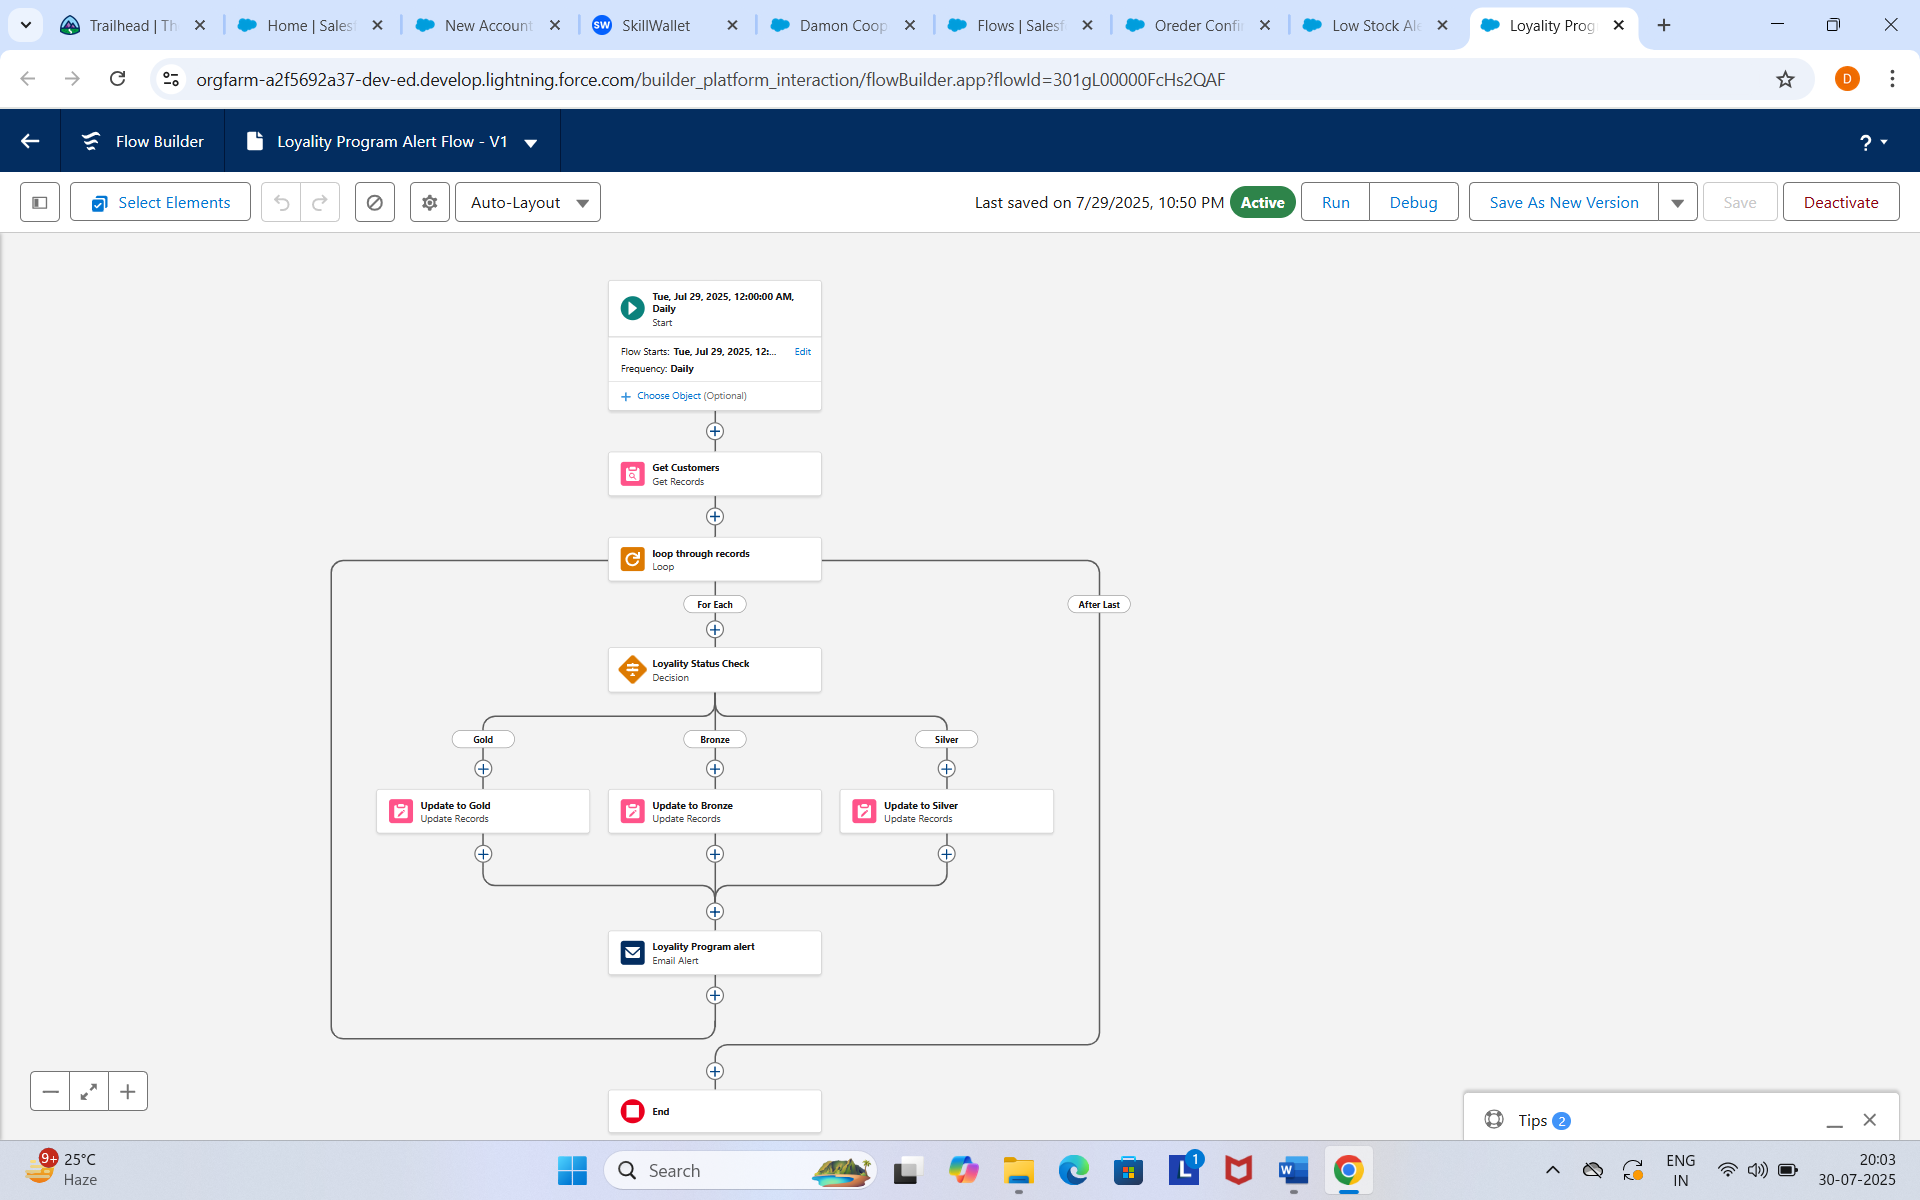 Trailhead | Th
Home | Sales
New Account
SkillWallet
Damon Coop
Flows | Salesf
Oreder Confi
Low Stock Ale
Loyality Prog
orgfarm-a2f5692a37-dev-ed.develop.lightning.force.com/builder_platform_interaction/flowBuilder.app?flowId=301gL00000FcHs2QAF
D
Flow Builder
Loyality Program Alert Flow - V1
?
Select Elements
Auto-Layout
Last saved on 7/29/2025, 10:50 PM
Active
Run
Debug
Save As New Version
Save
Deactivate
Tue, Jul 29, 2025, 12:00:00 AM,
Daily
Start
Flow Starts: Tue, Jul 29, 2025, 12:...
Edit
Frequency: Daily
Choose Object (Optional)
Get Customers
Get Records
loop through records
Loop
For Each
After Last
Loyality Status Check
Decision
Gold
Bronze
Silver
Update to Gold
Update Records
Update to Bronze
Update Records
Update to Silver
Update Records
Loyality Program alert
Email Alert
End
Tips 2
9+
25°C
Haze
Search
1
ENG
IN
20:03
30-07-2025